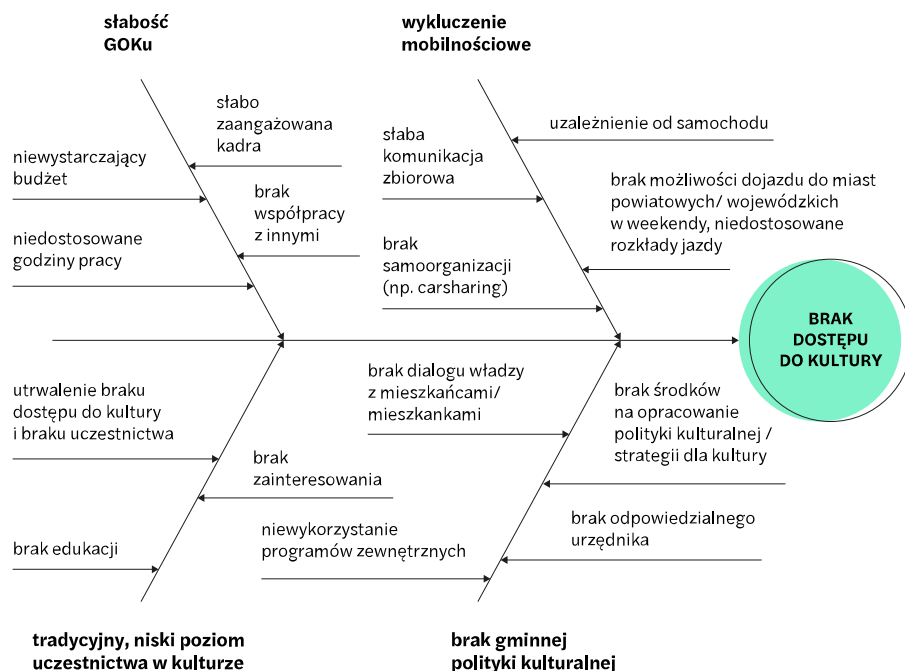 słabość
GOKu
wykluczenie
mobilnościowe
słabo
zaangażowana
kadra
niewystarczający
budżet
brak
współpracy
z innymi
niedostosowane
godziny pracy
uzależnienie od samochodu
słaba
komunikacja
zbiorowa
brak możliwości dojazdu do miast
powiatowych/ wojewódzkich
w weekendy, niedostosowane
rozkłady jazdy
brak
samoorganizacji
(np. carsharing)
BRAK
DOSTĘPU
DO KULTURY
utrwalenie braku
dostępu do kultury
i braku uczestnictwa
brak
zainteresowania
brak edukacji
brak dialogu władzy
z mieszkańcami/
mieszkankami
brak środków
na opracowanie
polityki kulturalnej /
strategii dla kultury
niewykorzystanie
programów zewnętrznych
brak odpowiedzialnego
urzędnika
tradycyjny, niski poziom
uczestnictwa w kulturze
brak gminnej
polityki kulturalnej